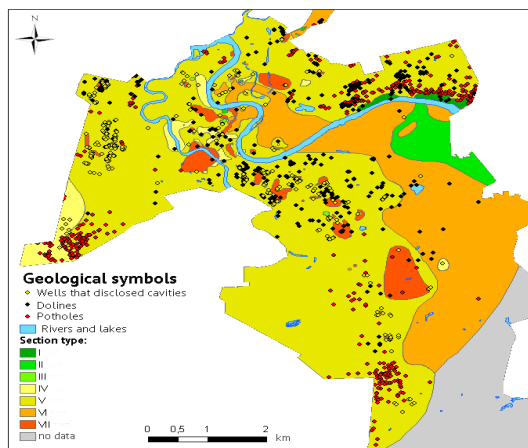 N
Geological symbols
Wells that disclosed cavities
Dolines
Potholes
Rivers and lakes
Section type:
I
II
III
IV
V
VI
VII
no data
0 0,5 1 2
km